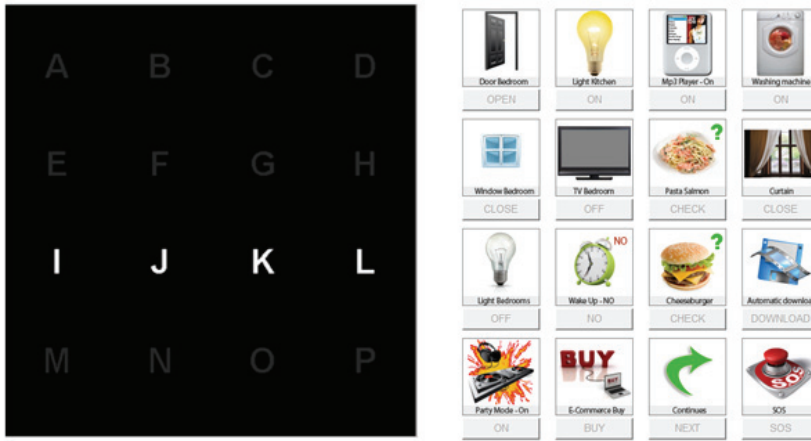 A B C D
E F G H
I J K L
M N O P
Door Bedroom Light Kitchen Mp3 Player - On Washing machine
OPEN ON ON ON
NO
? ?
Window Bedroom TV Bedroom Pasta Salmon Curtain
CLOSE OFF CHECK CLOSE
Light Bedrooms Wake Up - NO Cheeseburger Automatic downloa
OFF NO CHECK DOWNLOAD
BUY SOS
Party Mode - On E-Commerce Buy Continues SOS
ON BUY NEXT SOS